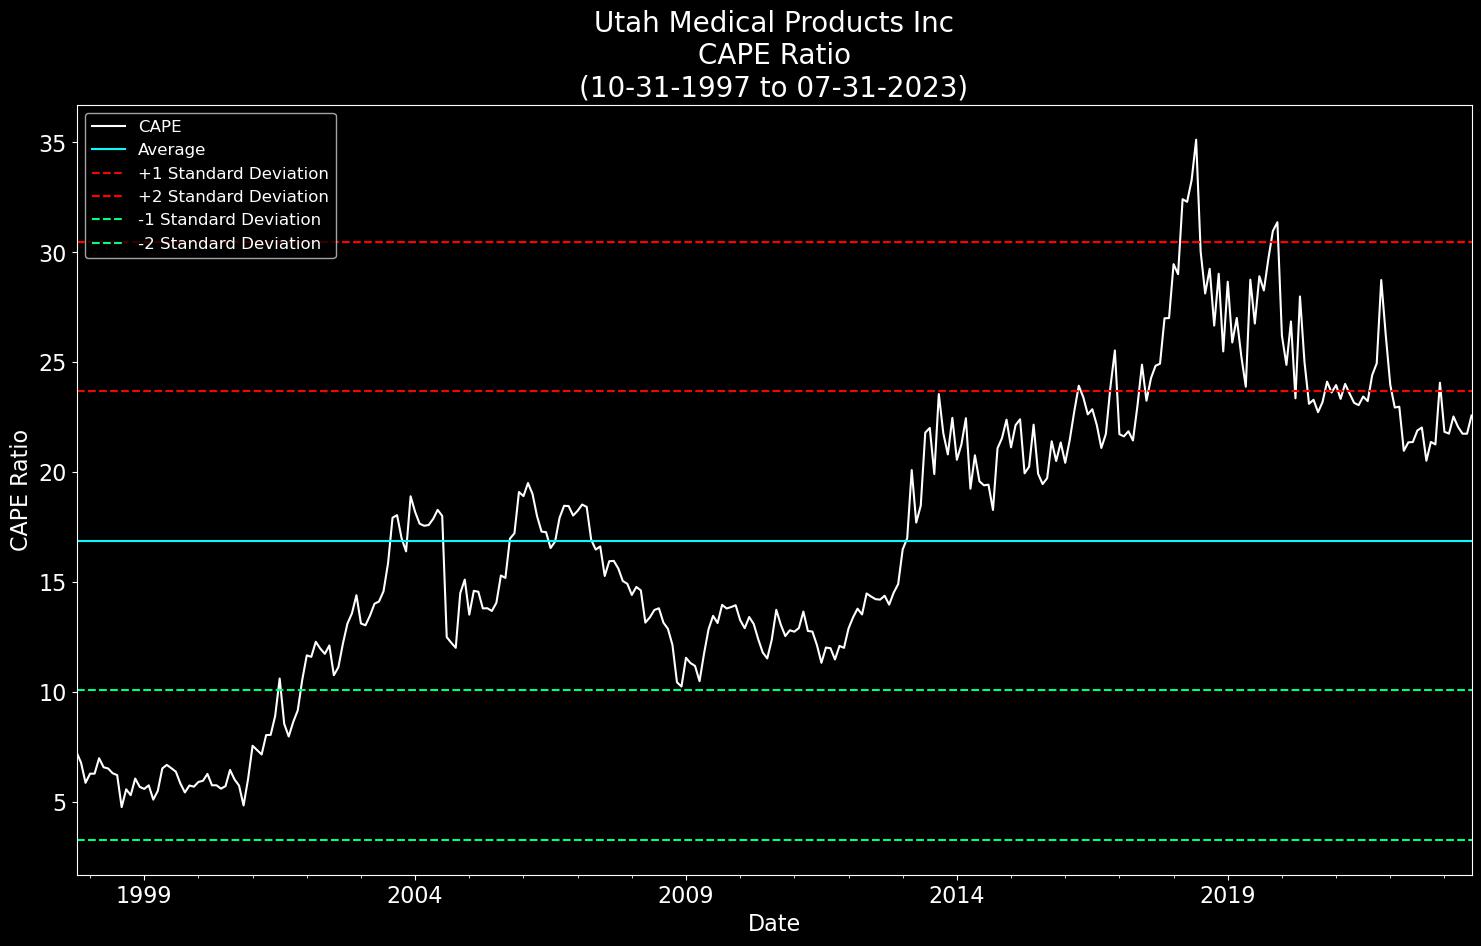 Utah Medical Products Inc
CAPE Ratio
(10-31-1997 to 07-31-2023)
CAPE
Average
+1 Standard Deviation
+2 Standard Deviation
-1 Standard Deviation
-2 Standard Deviation
35
30
25
20
15
10
5
CAPE Ratio
1999 2004 2009 2014 2019
Date